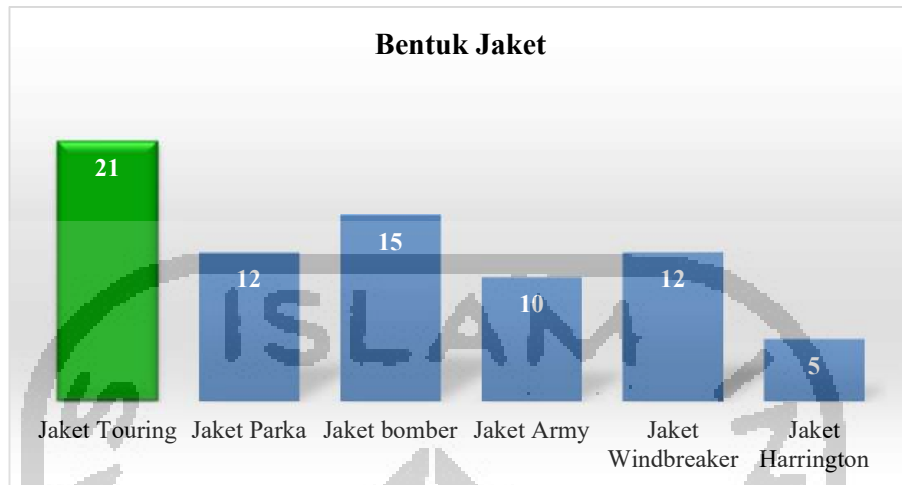 Bentuk Jaket
21
12
15
10
12
5
Jaket Touring
Jaket Parka
Jaket bomber
Jaket Army
Jaket
Windbreaker
Jaket
Harrington
ISLAM